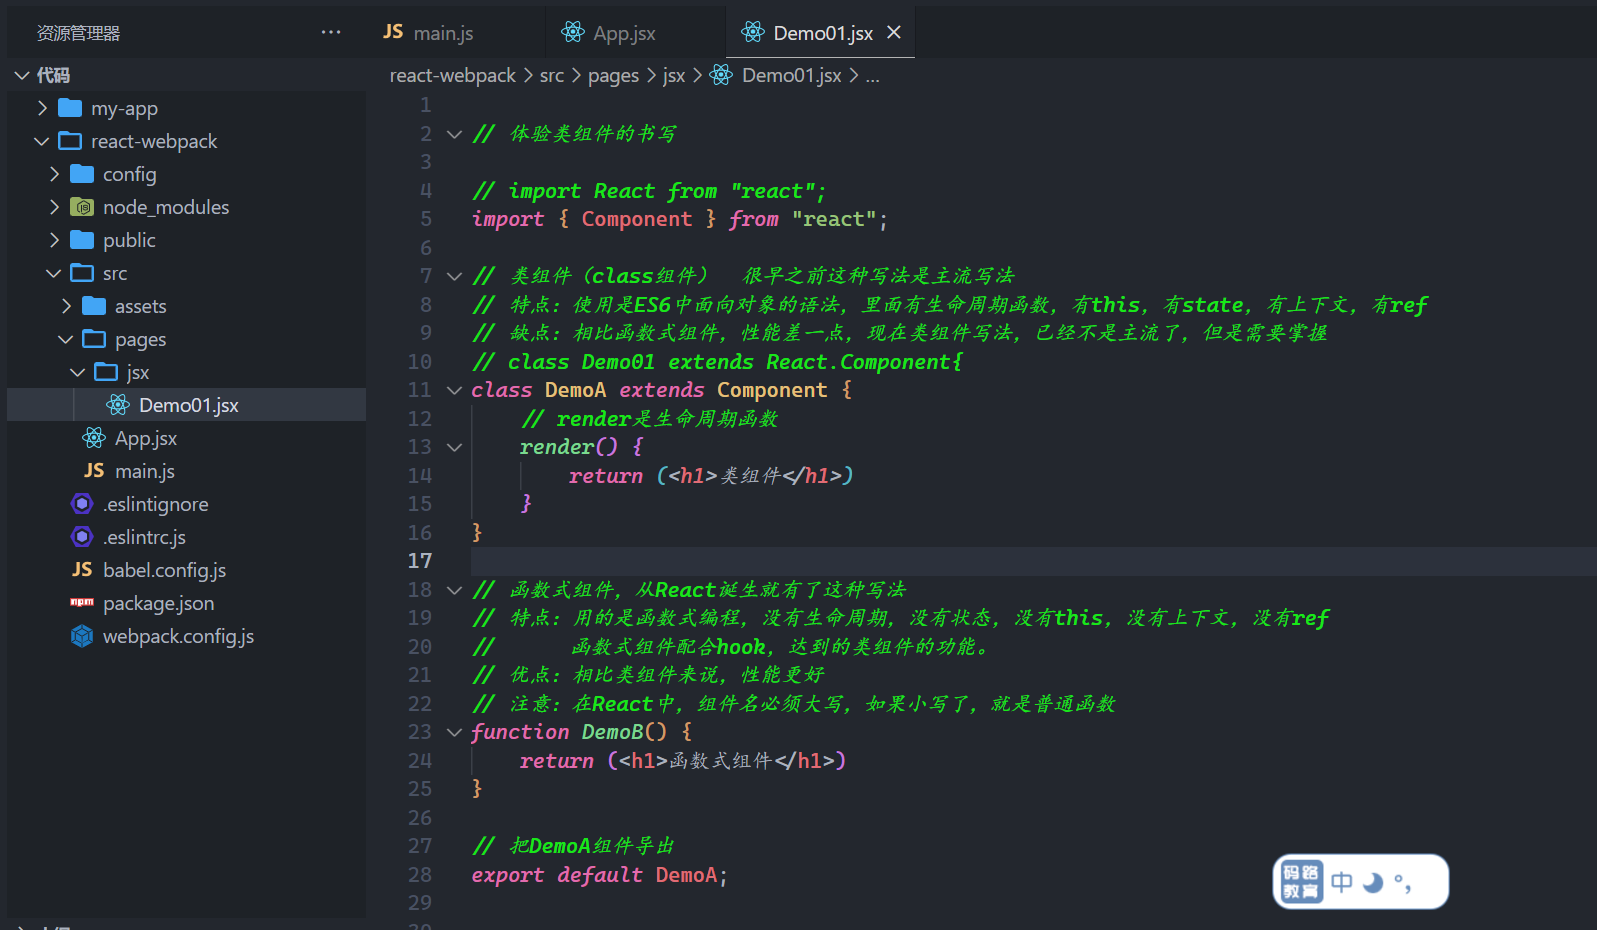 资源管理器 ···
JS main.js
App.jsx
Demo01.jsx ×
代码
my-app
react-webpack
config
node_modules
public
src
assets
pages
jsx
Demo01.jsx
App.jsx
JS main.js
.eslintignore
.eslintrc.js
JS babel.config.js
npm package.json
webpack.config.js
react-webpack > src > pages > jsx > Demo01.jsx > ...
1
2 // 体验类组件的书写
3
4 // import React from "react";
5 import { Component } from "react";
6
7 // 类组件（class组件）  很早之前这种写法是主流写法
8 // 特点：使用是ES6中面向对象的语法，里面有生命周期函数，有this，有state，有上下文，有ref
9 // 缺点：相比函数式组件，性能差一点，现在类组件写法，已经不是主流了，但是需要掌握
10 // class Demo01 extends React.Component{
11 class DemoA extends Component {
12     // render是生命周期函数
13     render() {
14         return (<h1>类组件</h1>)
15     }
16 }
17
18 // 函数式组件，从React诞生就有了这种写法
19 // 特点：用的是函数式编程，没有生命周期，没有状态，没有this，没有上下文，没有ref
20 //      函数式组件配合hook，达到的类组件的功能。
21 // 优点：相比类组件来说，性能更好
22 // 注意：在React中，组件名必须大写，如果小写了，就是普通函数
23 function DemoB() {
24     return (<h1>函数式组件</h1>)
25 }
26
27 // 把DemoA组件导出
28 export default DemoA;
29
码路
教育
中 °,